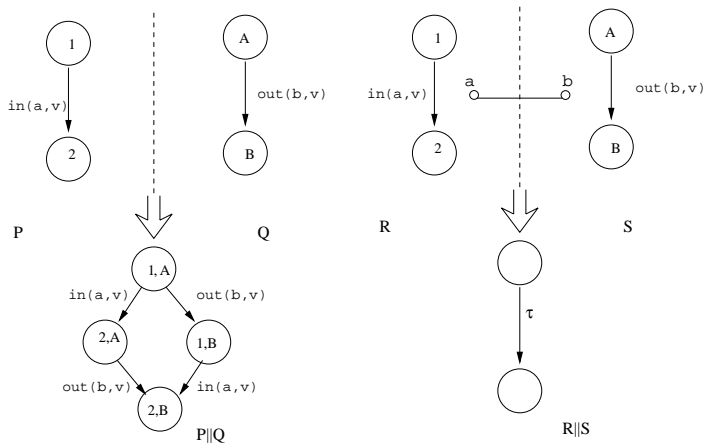 1
in(a,v)
2
P
A
out(b,v)
B
Q
1, A
in(a,v)
out(b,v)
2,A
1,B
out(b,v)
in(a,v)
2,B
P||Q
1
in(a,v)
2
R
a
b
A
out(b,v)
B
S
τ
R||S